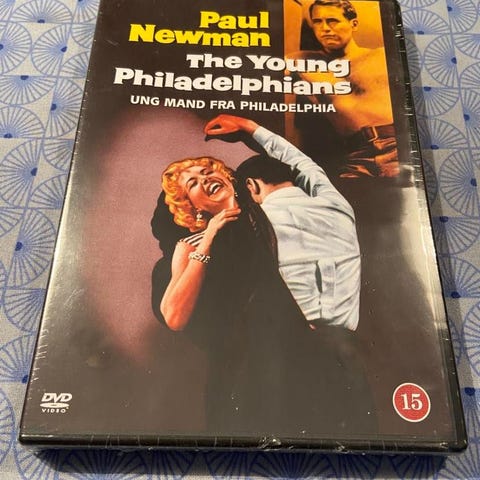 Paul
Newman
The Young
Philadelphians
UNG MAND FRA PHILADELPHIA
DVD
VIDEO
15